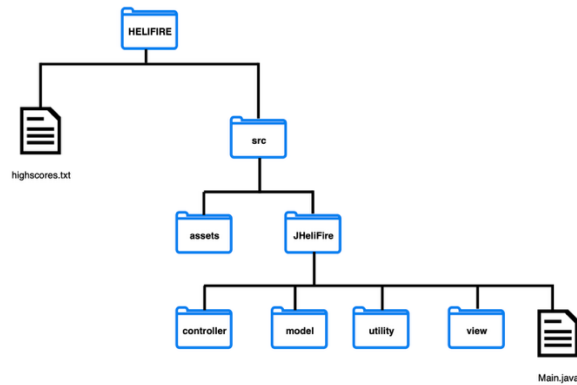 HELIFIRE
src
highscores.txt
assets
JHeliFire
controller
model
utility
view
Main.java